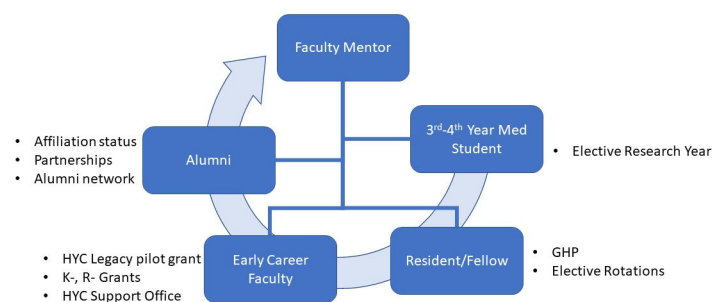 Faculty Mentor
3rd-4th Year Med
Student
• Elective Research Year
• Affiliation status
• Partnerships
• Alumni network
Alumni
• HYC Legacy pilot grant
• K-, R- Grants
• HYC Support Office
Early Career
Faculty
Resident/Fellow
• GHP
• Elective Rotations